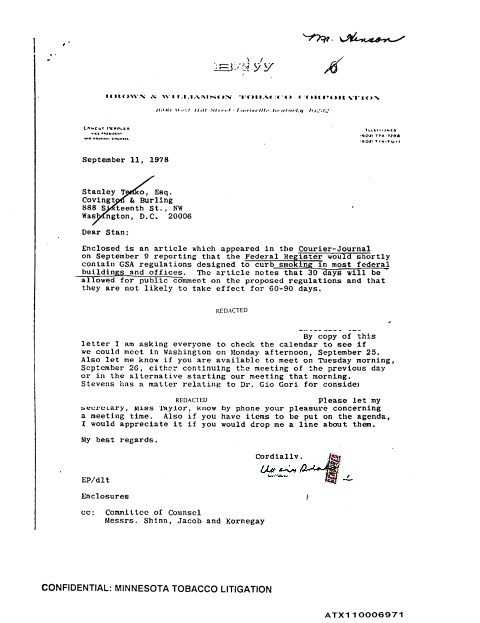 Mr. Hinson
BROWN & WILLIAMSON TOBACCO CORPORATION
1600 West Hill Street · Louisville, Kentucky 40232
ERNEST PEPPLES
VICE PRESIDENT
AND GENERAL COUNSEL
TELEPHONES
September 11, 1978
Stanley Temko, Esq.
Covington & Burling
888 Sixteenth St., NW
Washington, D.C. 20006
Dear Stan:
Enclosed is an article which appeared in the Courier-Journal
on September 9 reporting that the Federal Register would shortly
contain GSA regulations designed to curb smoking in most federal
buildings and offices. The article notes that 30 days will be
allowed for public comment on the proposed regulations and that
they are not likely to take effect for 60-90 days.
REDACTED
By copy of this
letter I am asking everyone to check the calendar to see if
we could meet in Washington on Monday afternoon, September 25.
Also let me know if you are available to meet on Tuesday morning,
September 26, either continuing the meeting of the previous day
or in the alternative starting our meeting that morning.
Stevens has a matter relating to Dr. Gio Gori for consider
REDACTED Please let my
secretary, Miss Taylor, know by phone your pleasure concerning
a meeting time. Also if you have items to be put on the agenda,
I would appreciate it if you would drop me a line about them.
My best regards.
Cordially,
EP/dlt
Enclosures
cc: Committee of Counsel
Messrs. Shinn, Jacob and Kornegay
CONFIDENTIAL: MINNESOTA TOBACCO LITIGATION
ATX110006971